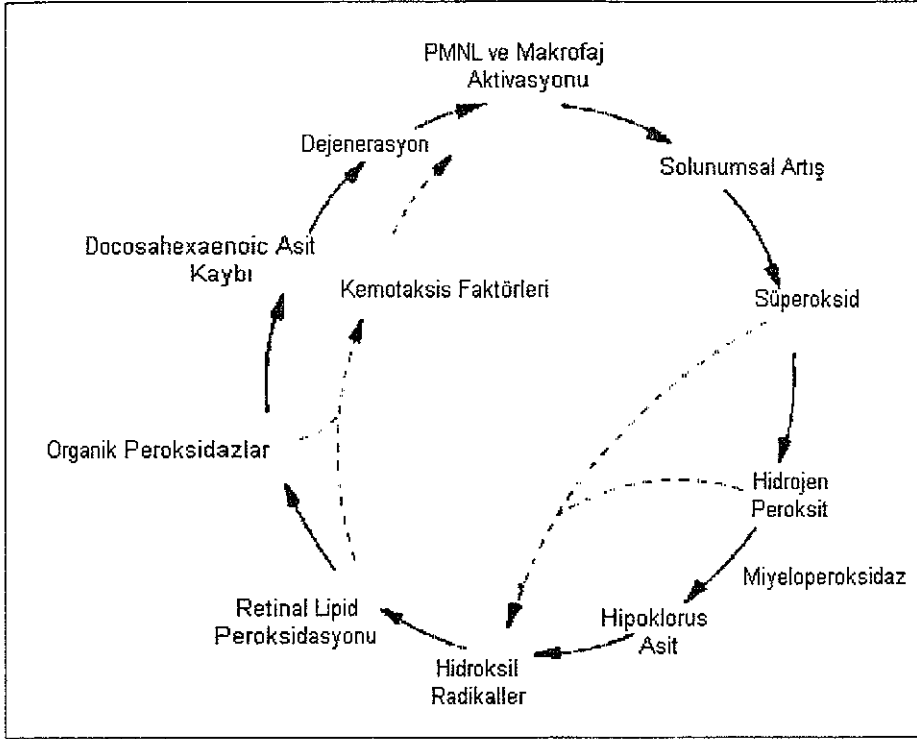 PMNL ve Makrofaj
Aktivasyonu
Solunumsal Artış
Süperoksid
Hidrojen
Peroksit
Miyeloperoksidaz
Hipoklorus
Asit
Hidroksil
Radikaller
Retinal Lipid
Peroksidasyonu
Organik Peroksidazlar
Kemotaksis Faktörleri
Docosahexaenoic Asit
Kaybı
Dejenerasyon